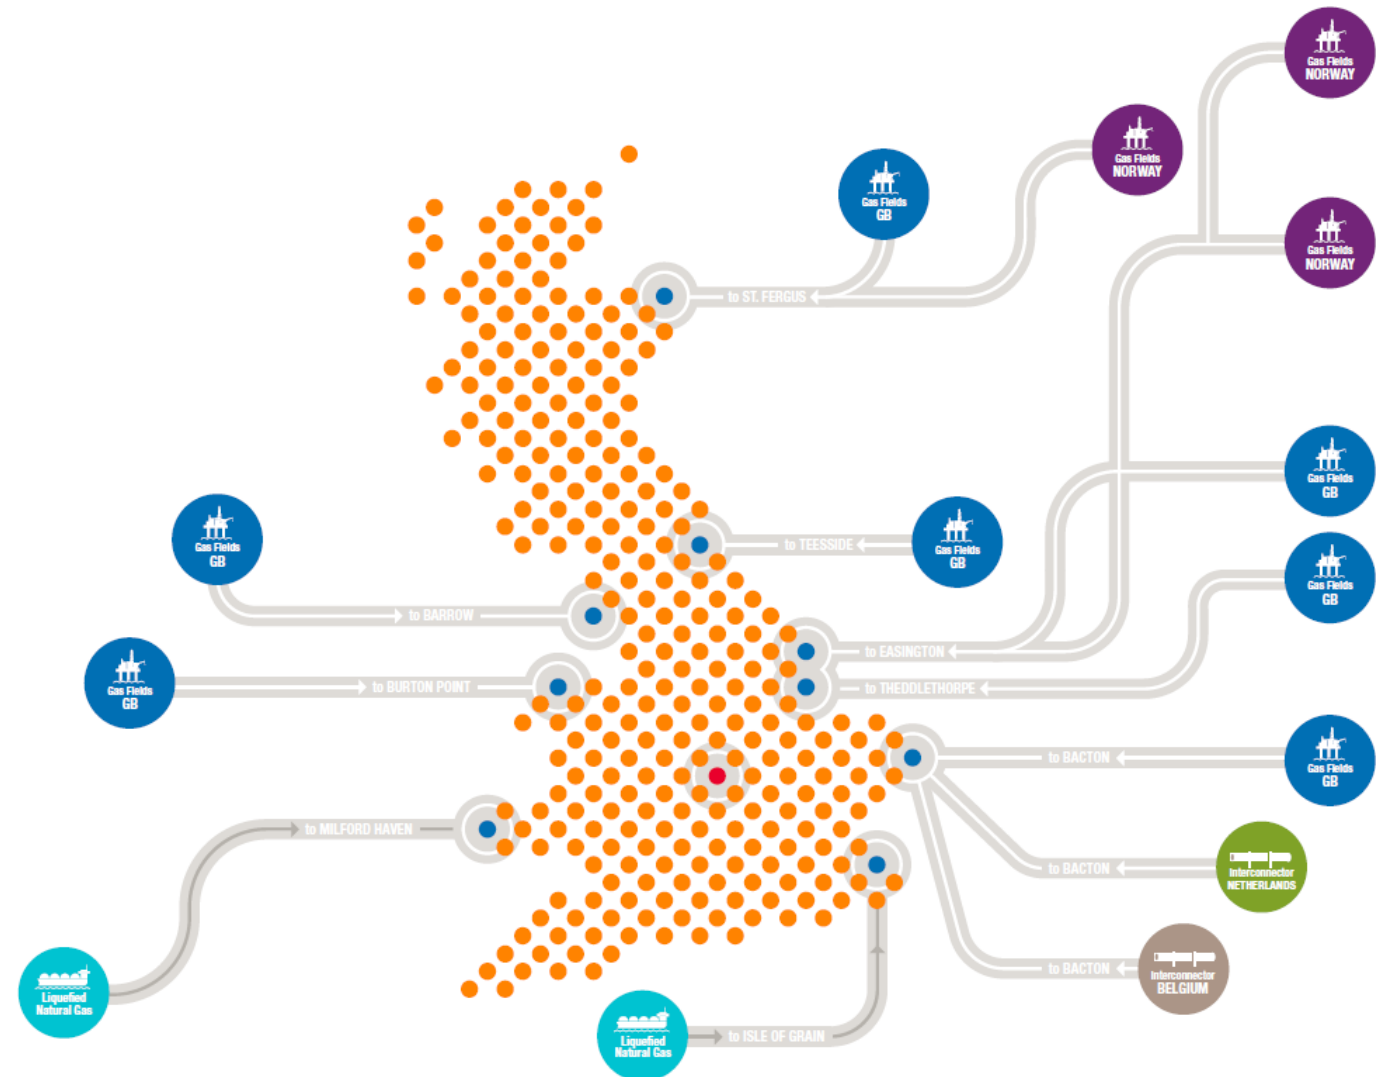 Gas Fields
NORWAY
Gas Fields
NORWAY
Gas Fields
GB
Gas Fields
NORWAY
to ST. FERGUS
Gas Fields
GB
Gas Fields
GB
Gas Fields
GB
to TEESSIDE
Gas Fields
GB
to BARROW
to EASINGTON
Gas Fields
GB
to BURTON POINT
to THEDDLETHORPE
to BACTON
Gas Fields
GB
to MILFORD HAVEN
to BACTON
Interconnector
NETHERLANDS
to BACTON
Interconnector
BELGIUM
Liquefied
Natural Gas
to ISLE OF GRAIN
Liquefied
Natural Gas